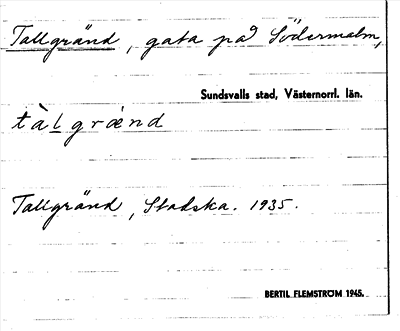 Tallgränd, gata på Södermalm,
Sundsvalls stad, Västernorrl. län.
tàlgrænd
Tallgränd, Stadska. 1935.
BERTIL FLEMSTRÖM 1945.